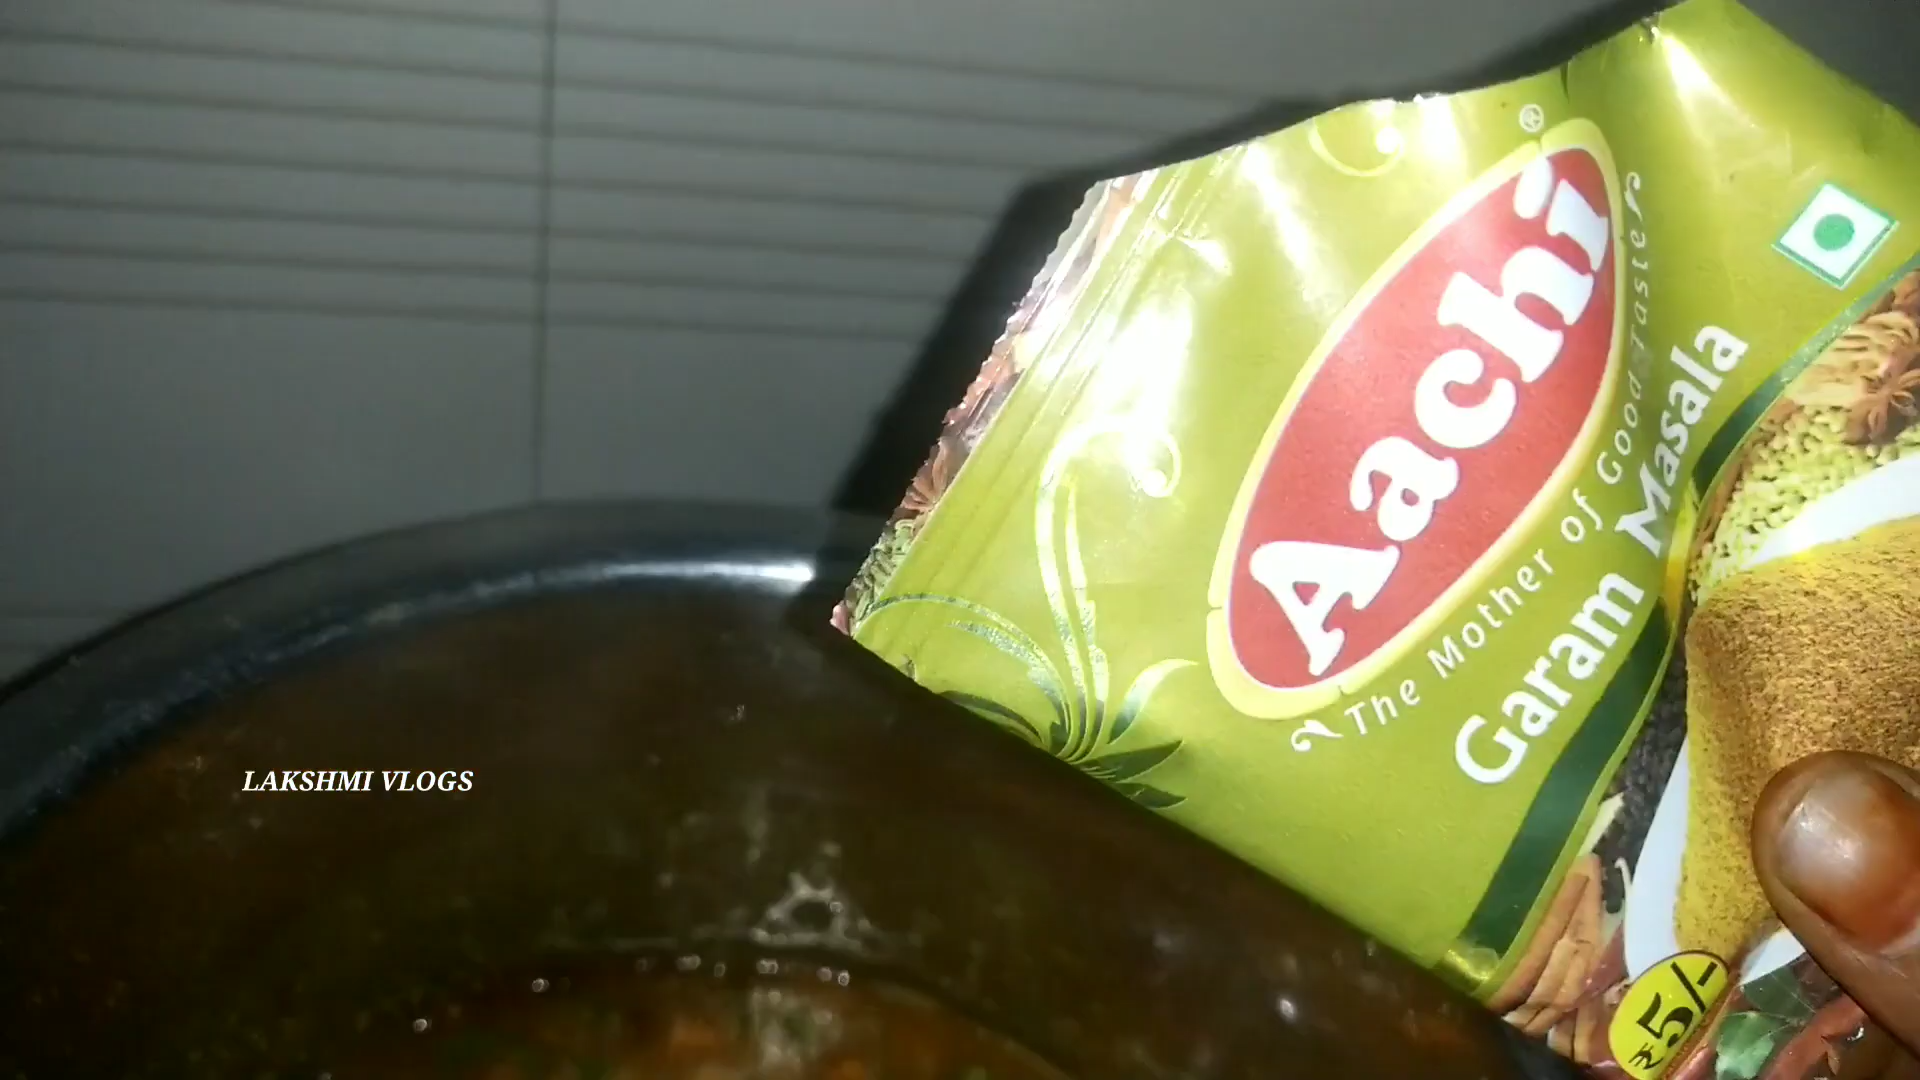 Aachi
®
The Mother of Good Taste
Garam Masala
₹5/-
LAKSHMI VLOGS